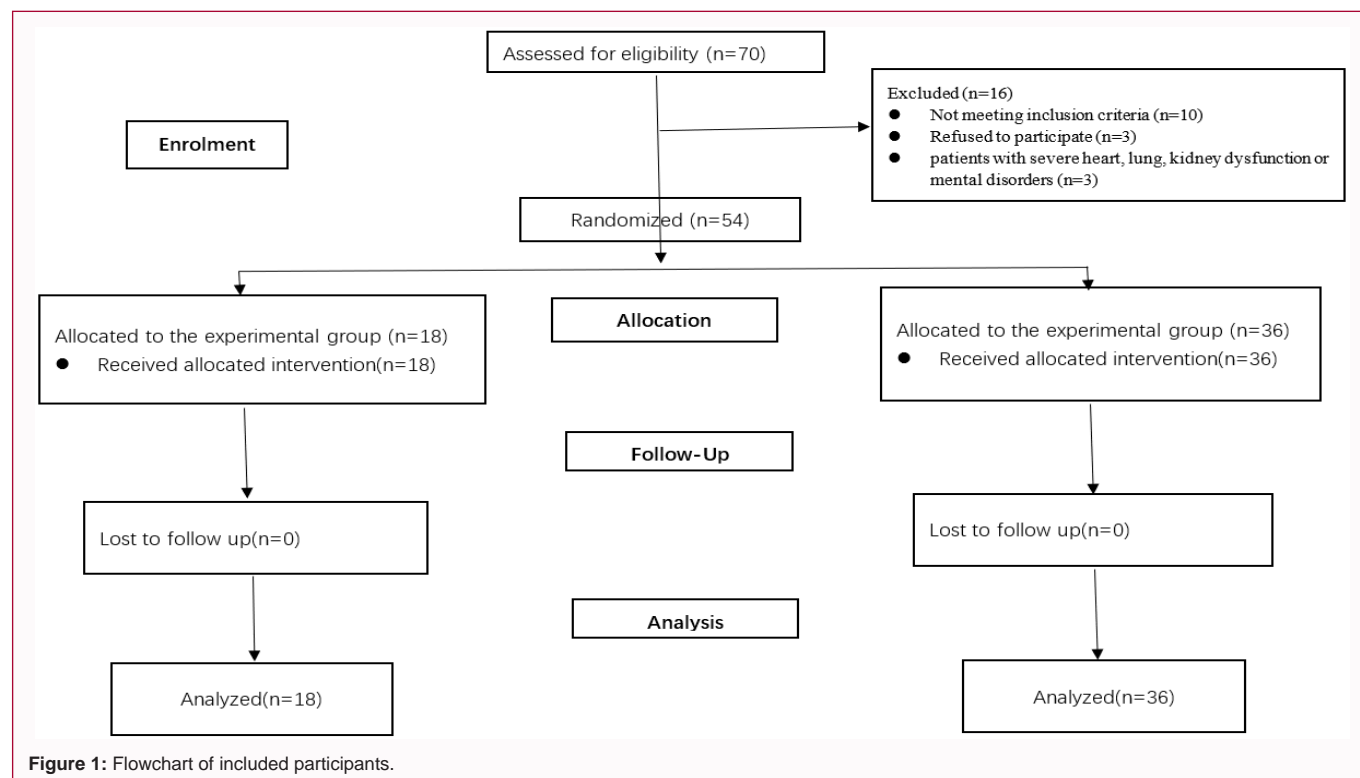 Assessed for eligibility (n=70)
Excluded (n=16)
● Not meeting inclusion criteria (n=10)
● Refused to participate (n=3)
● patients with severe heart, lung, kidney dysfunction or
mental disorders (n=3)
Enrolment
Randomized (n=54)
Allocation
Allocated to the experimental group (n=18)
● Received allocated intervention(n=18)
Allocated to the experimental group (n=36)
● Received allocated intervention(n=36)
Follow-Up
Lost to follow up(n=0)
Lost to follow up(n=0)
Analysis
Analyzed(n=18)
Analyzed(n=36)
Figure 1: Flowchart of included participants.